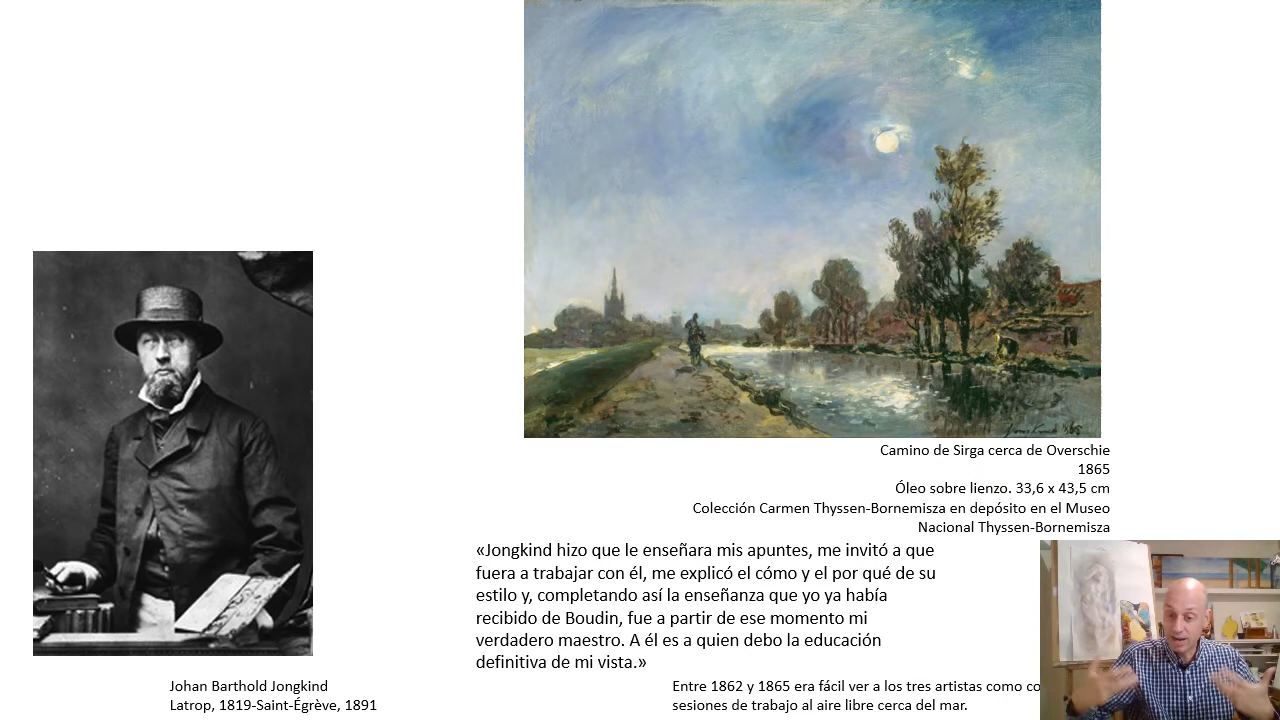 Camino de Sirga cerca de Overschie
1865
Óleo sobre lienzo. 33,6 x 43,5 cm
Colección Carmen Thyssen-Bornemisza en depósito en el Museo
Nacional Thyssen-Bornemisza
«Jongkind hizo que le enseñara mis apuntes, me invitó a que
fuera a trabajar con él, me explicó el cómo y el por qué de su
estilo y, completando así la enseñanza que yo ya había
recibido de Boudin, fue a partir de ese momento mi
verdadero maestro. A él es a quien debo la educación
definitiva de mi vista.»
Johan Barthold Jongkind
Latrop, 1819-Saint-Égrève, 1891
Entre 1862 y 1865 era fácil ver a los tres artistas como
sesiones de trabajo al aire libre cerca del mar.